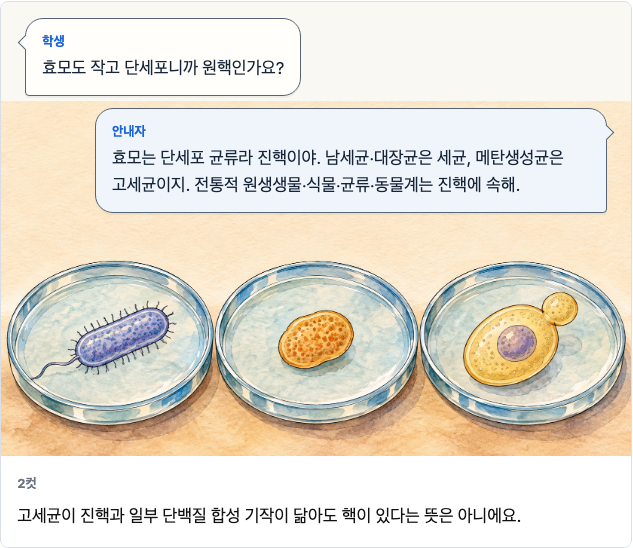 학생
효모도 작고 단세포니까 원핵인가요?
안내자
효모는 단세포 균류라 진핵이야. 남세균·대장균은 세균, 메탄생성균은
고세균이지. 전통적 원생생물·식물·균류·동물계는 진핵에 속해.
2컷
고세균이 진핵과 일부 단백질 합성 기작이 닮아도 핵이 있다는 뜻은 아니에요.